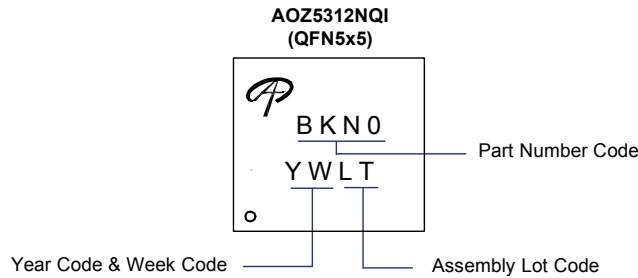 AOZ5312NQI
(QFN5x5)
BKN0
Part Number Code
YWLT
Year Code & Week Code
Assembly Lot Code